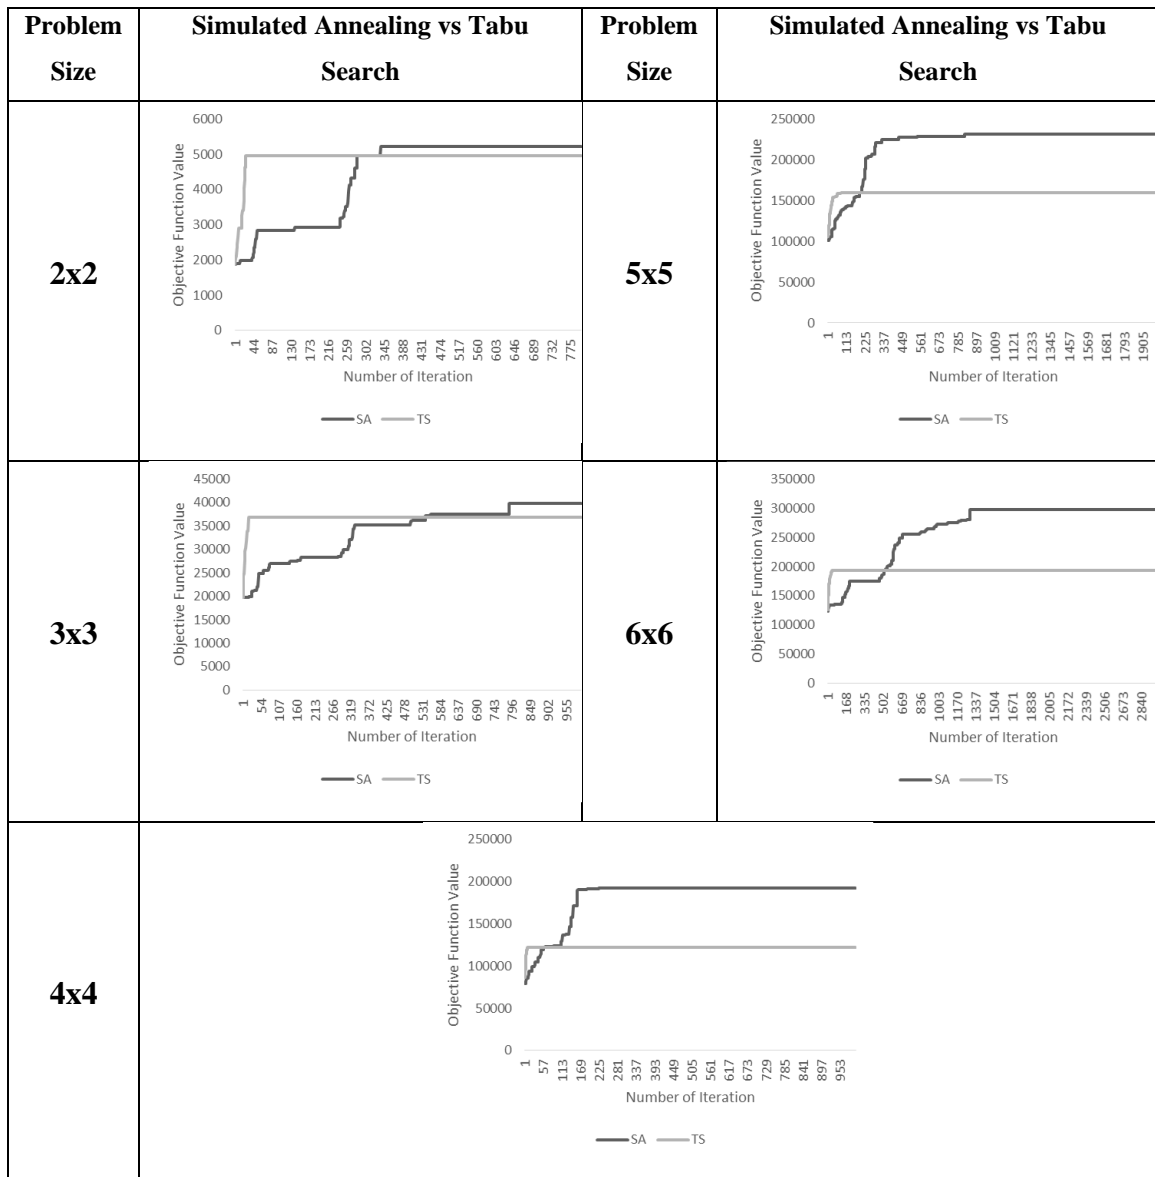 Problem Size
Simulated Annealing vs Tabu Search
Problem Size
Simulated Annealing vs Tabu Search
2x2
6000
5000
4000
3000
2000
1000
0
Objective Function Value
1 44 87 130 173 216 259 302 345 388 431 474 517 560 603 646 689 732 775
Number of Iteration
SA TS
5x5
250000
200000
150000
100000
50000
0
Objective Function Value
1 113 225 337 449 561 673 785 897 1009 1121 1233 1345 1457 1569 1681 1793 1905
Number of Iteration
SA TS
3x3
45000
40000
35000
30000
25000
20000
15000
10000
5000
0
Objective Function Value
1 54 107 160 213 266 319 372 425 478 531 584 637 690 743 796 849 902 955
Number of Iteration
SA TS
6x6
350000
300000
250000
200000
150000
100000
50000
0
Objective Function Value
1 168 335 502 669 836 1003 1170 1337 1504 1671 1838 2005 2172 2339 2506 2673 2840
Number of Iteration
SA TS
4x4
250000
200000
150000
100000
50000
0
Objective Function Value
1 57 113 169 225 281 337 393 449 505 561 617 673 729 785 841 897 953
Number of Iteration
SA TS